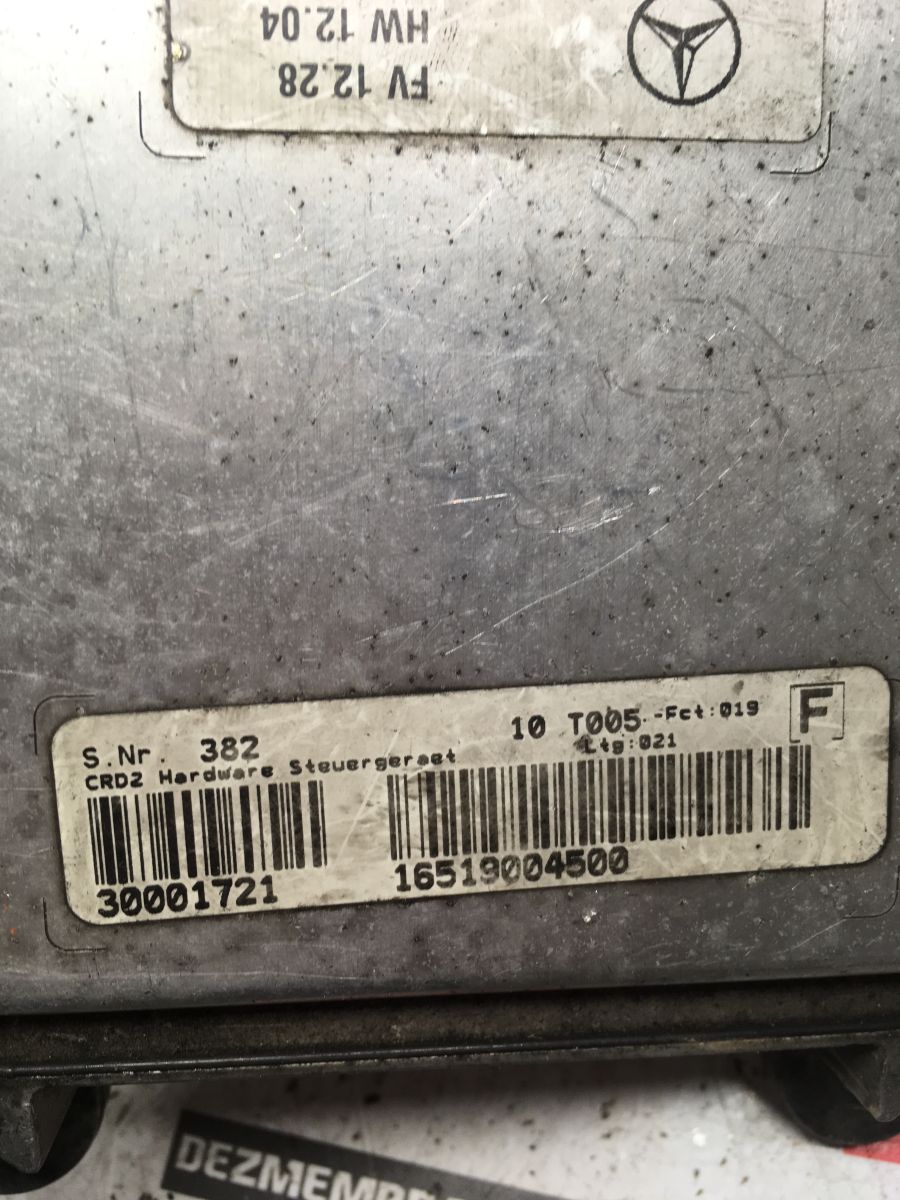 HW 12.04
FV 12.28
S.Nr. 382
10 T005 -Fct:019
F
CRD2 Hardware Steuergeraet
Ltg:021
30001721
16519004500
DEZMEMBR